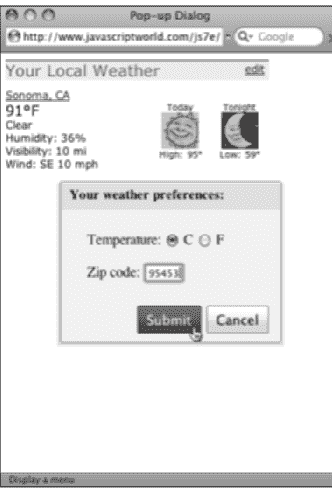 Pop-up Dialog
http://www.javascriptworld.com/js7e/ Google
Your Local Weather edit
Sonoma, CA
91°F
Clear
Humidity: 36%
Visibility: 10 mi
Wind: SE 10 mph
Today Tonight
High: 95° Low: 59°
Your weather preferences:
Temperature: C F
Zip code: 95453
Submit Cancel
Display a menu